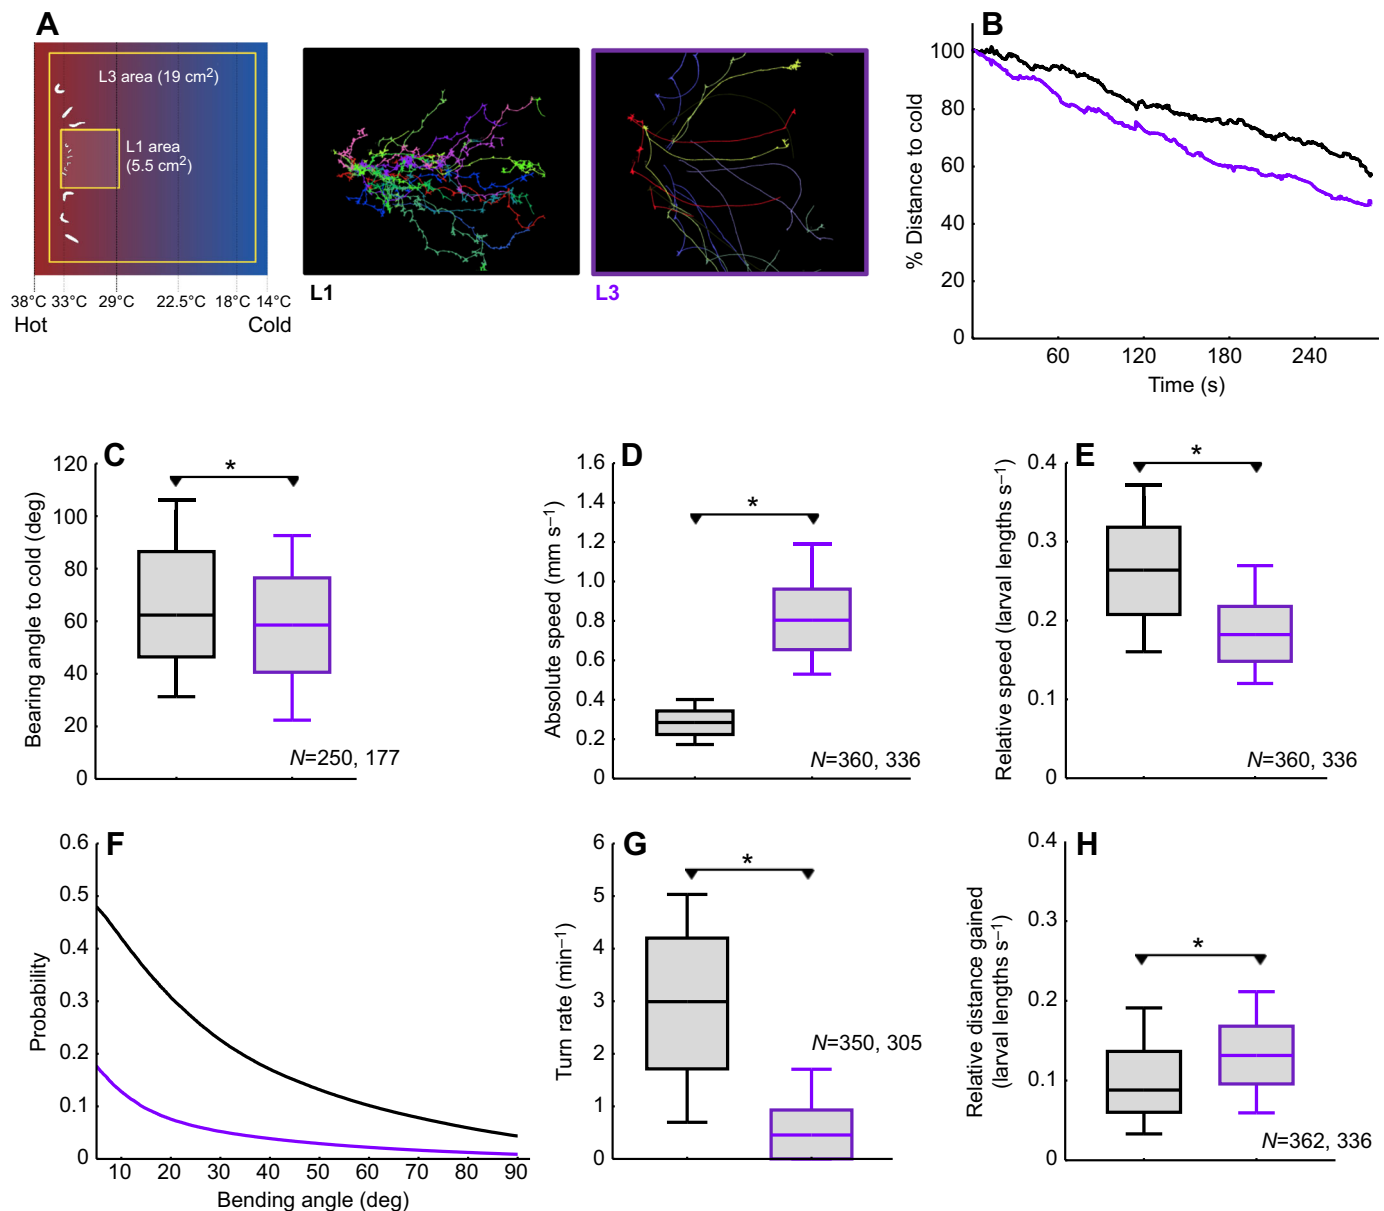 A
L3 area (19 cm²)
L1 area
(5.5 cm²)
38°C 33°C 29°C 22.5°C 18°C 14°C
Hot Cold
L1
L3
B
% Distance to cold
100
80
60
40
20
0
60 120 180 240
Time (s)
C
Bearing angle to cold (deg)
120
100
80
60
40
20
0
*
N=250, 177
D
Absolute speed (mm s⁻¹)
1.6
1.4
1.2
1.0
0.8
0.6
0.4
0.2
0
*
N=360, 336
E
Relative speed (larval lengths s⁻¹)
0.4
0.3
0.2
0.1
0
*
N=360, 336
F
Probability
0.6
0.5
0.4
0.3
0.2
0.1
0
10 20 30 40 50 60 70 80 90
Bending angle (deg)
G
Turn rate (min⁻¹)
6
5
4
3
2
1
0
*
N=350, 305
H
Relative distance gained
(larval lengths s⁻¹)
0.4
0.3
0.2
0.1
0
*
N=362, 336